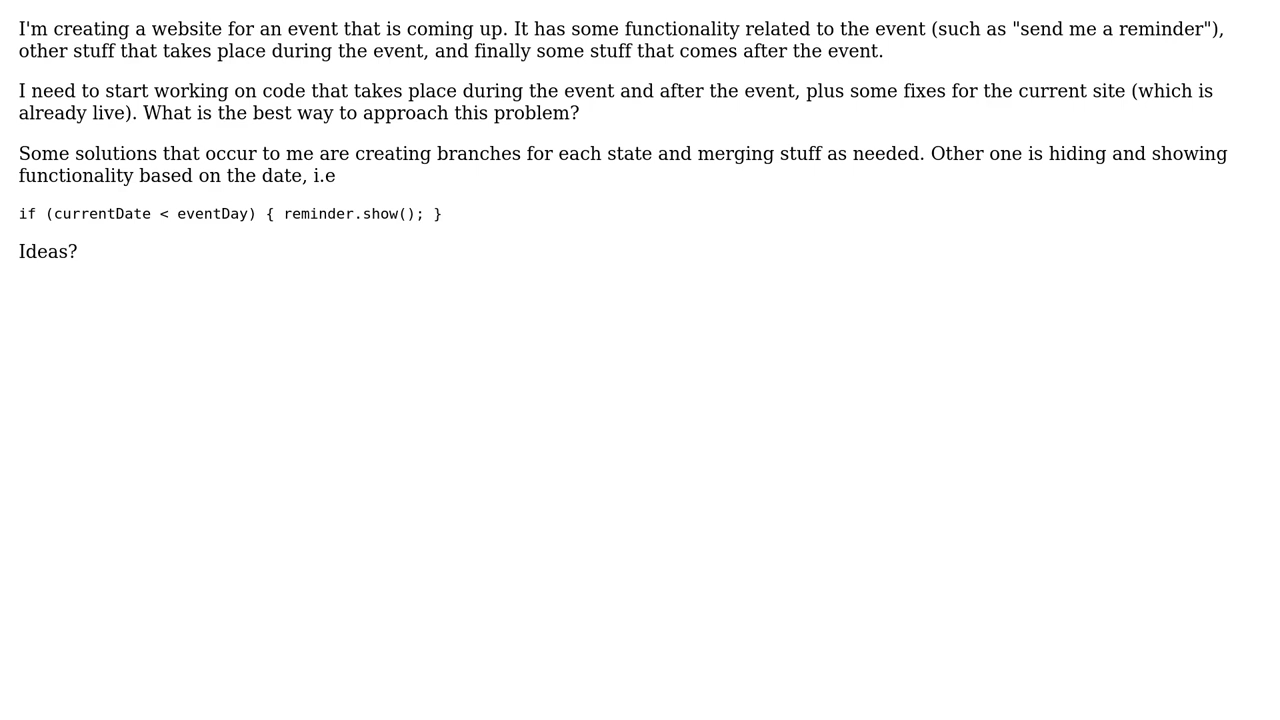 I'm creating a website for an event that is coming up. It has some functionality related to the event (such as "send me a reminder"),
other stuff that takes place during the event, and finally some stuff that comes after the event.
I need to start working on code that takes place during the event and after the event, plus some fixes for the current site (which is
already live). What is the best way to approach this problem?
Some solutions that occur to me are creating branches for each state and merging stuff as needed. Other one is hiding and showing
functionality based on the date, i.e
if (currentDate < eventDay) { reminder.show(); }
Ideas?